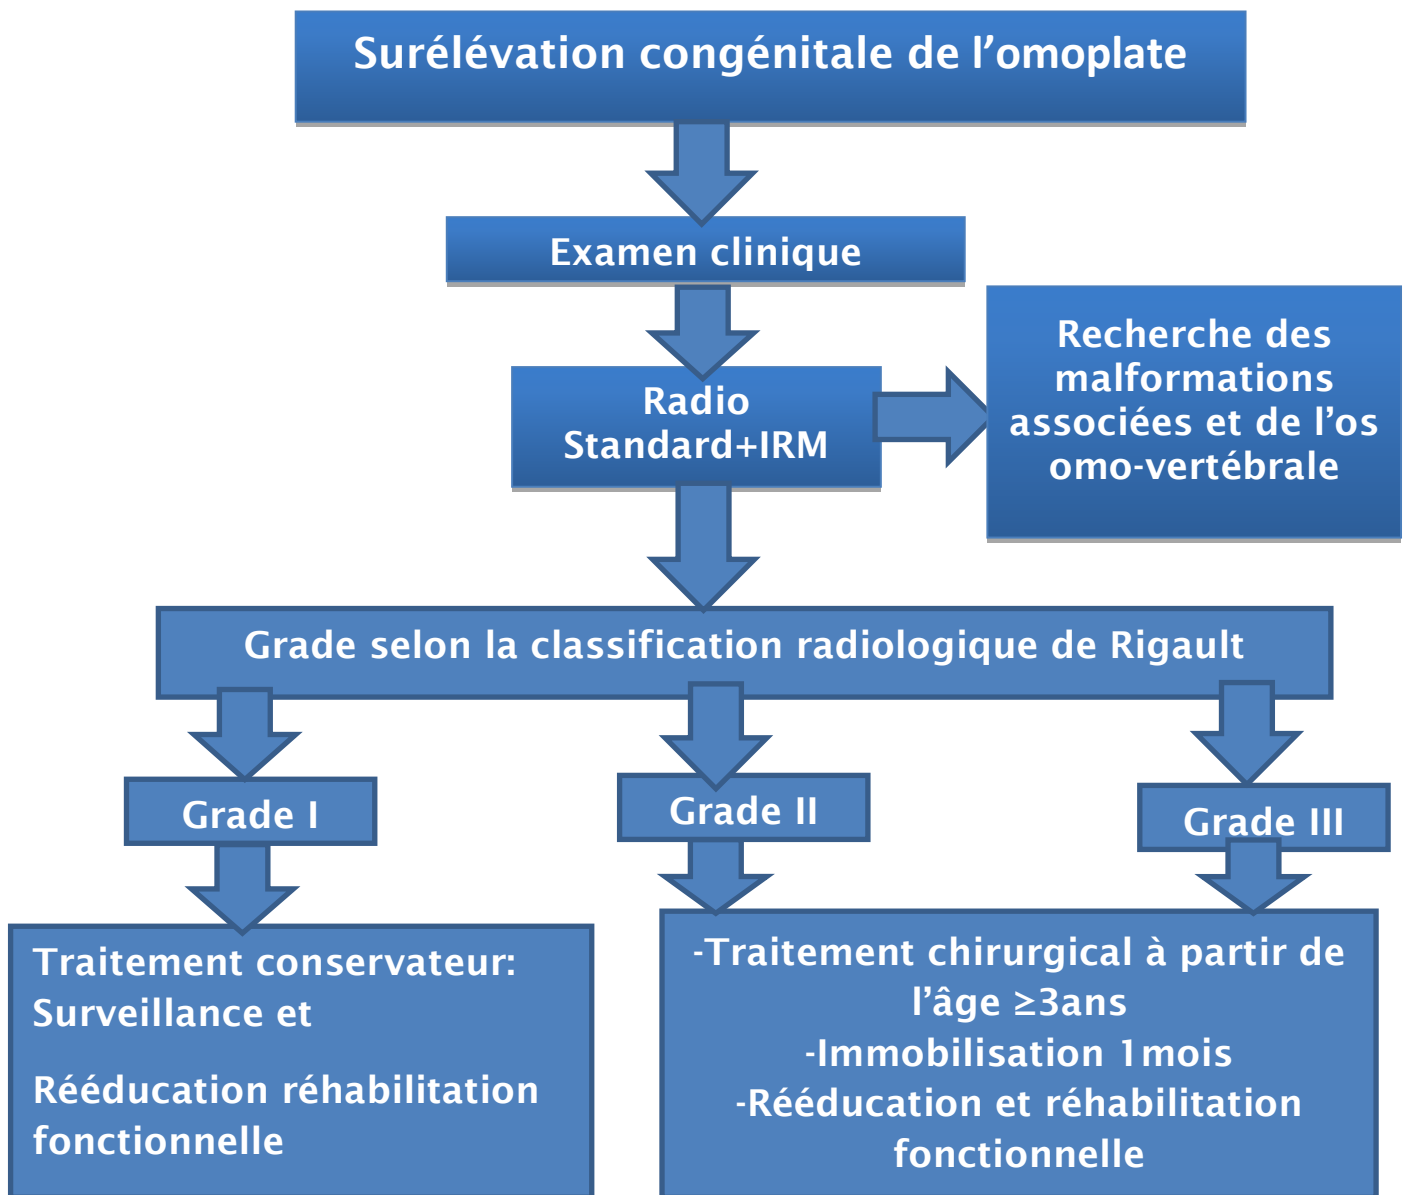 Surélévation congénitale de l’omoplate
Examen clinique
Radio
Standard+IRM
Recherche des
malformations
associées et de l’os
omo-vertébrale
Grade selon la classification radiologique de Rigault
Grade I
Grade II
Grade III
Traitement conservateur:
Surveillance et
Rééducation réhabilitation
fonctionnelle
-Traitement chirurgical à partir de
l’âge ≥3ans
-Immobilisation 1mois
-Rééducation et réhabilitation
fonctionnelle